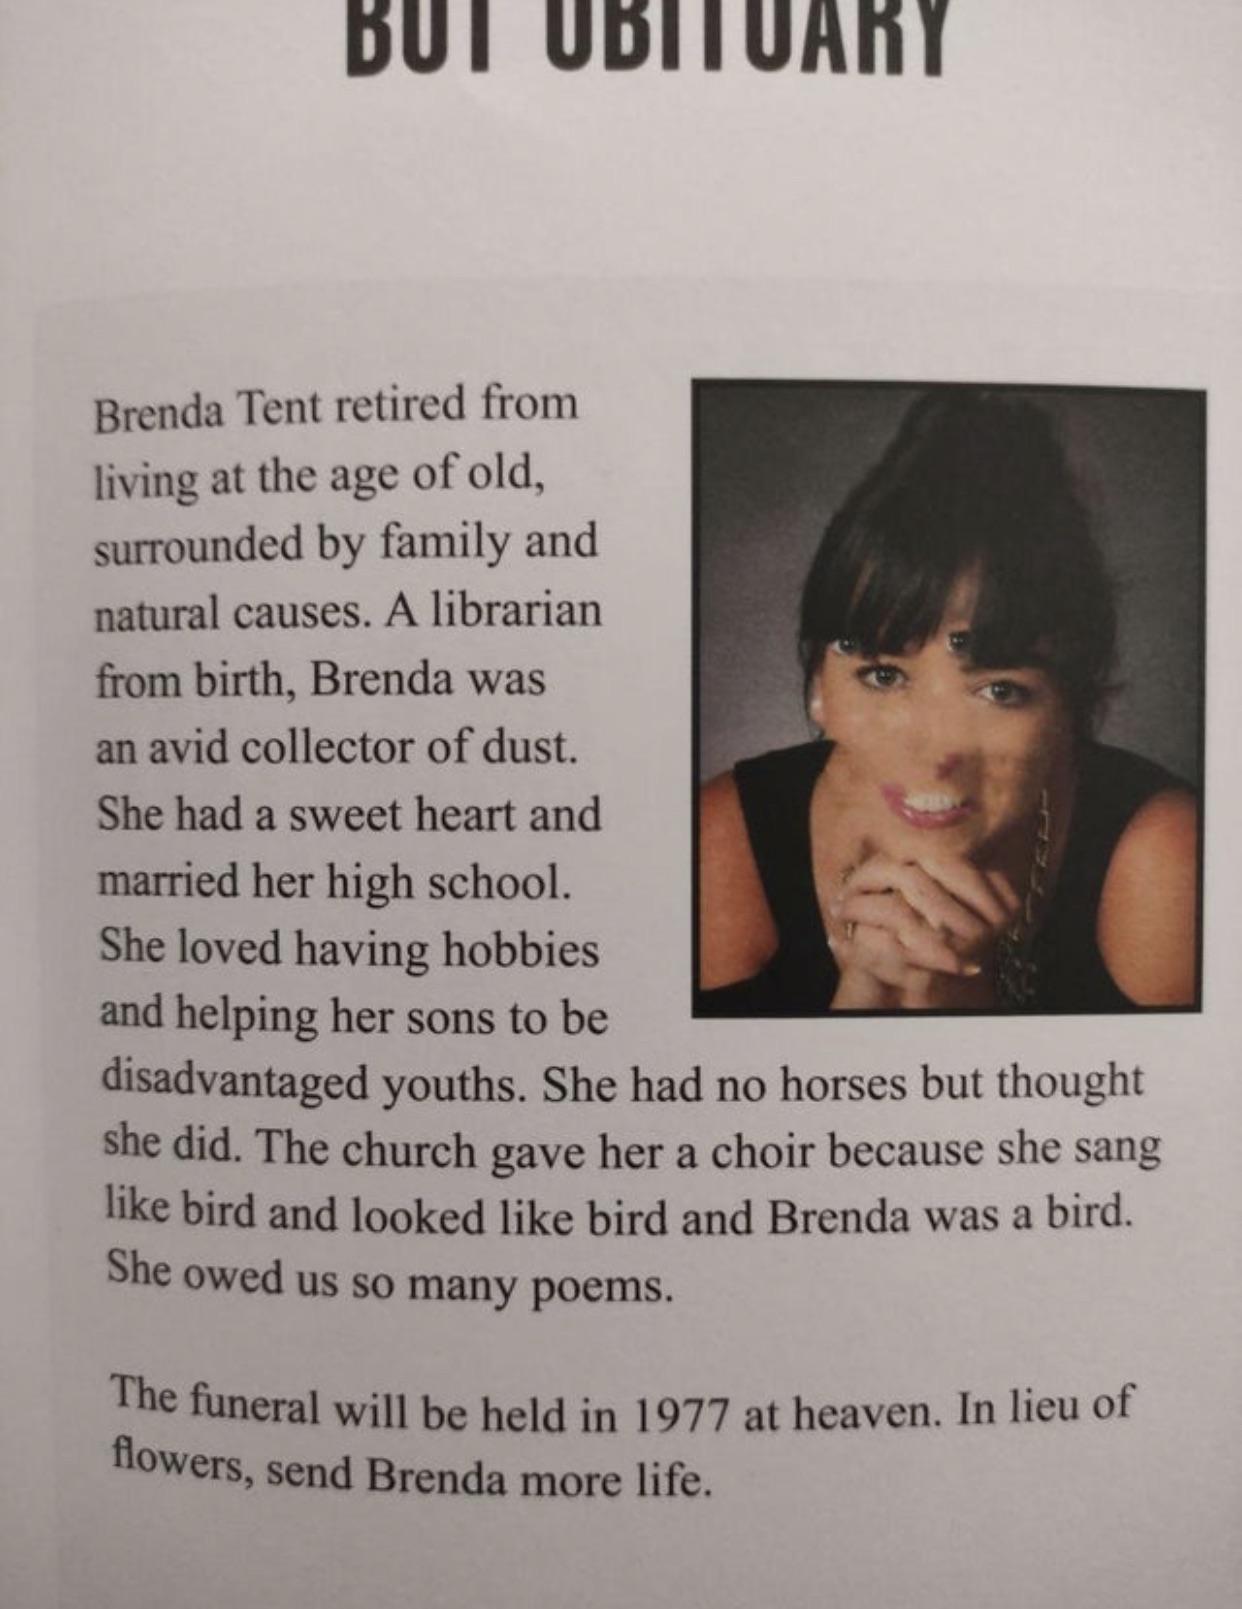 BOT OBITUARY
Brenda Tent retired from
living at the age of old,
surrounded by family and
natural causes. A librarian
from birth, Brenda was
an avid collector of dust.
She had a sweet heart and
married her high school.
She loved having hobbies
and helping her sons to be
disadvantaged youths. She had no horses but thought
she did. The church gave her a choir because she sang
like bird and looked like bird and Brenda was a bird.
She owed us so many poems.
The funeral will be held in 1977 at heaven. In lieu of
flowers, send Brenda more life.